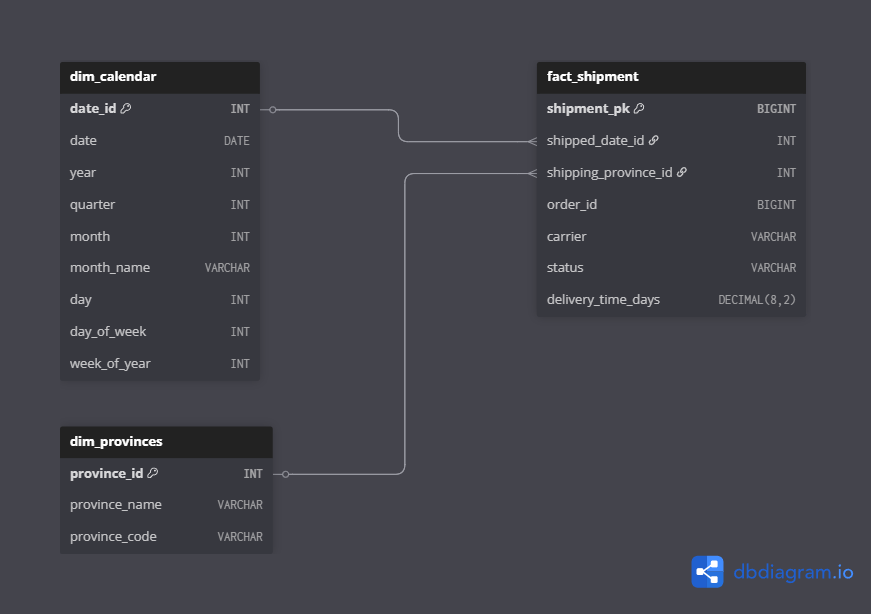 dim_calendar
date_id INT
date DATE
year INT
quarter INT
month INT
month_name VARCHAR
day INT
day_of_week INT
week_of_year INT
fact_shipment
shipment_pk BIGINT
shipped_date_id INT
shipping_province_id INT
order_id BIGINT
carrier VARCHAR
status VARCHAR
delivery_time_days DECIMAL(8,2)
dim_provinces
province_id INT
province_name VARCHAR
province_code VARCHAR
dbdiagram.io